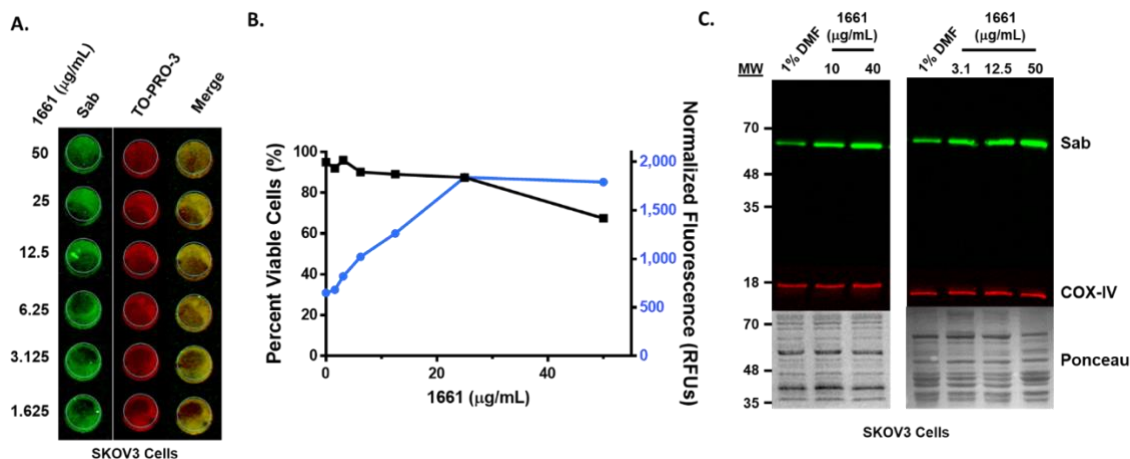 A.
1661 (μg/mL)
Sab
TO-PRO-3
Merge
50
25
12.5
6.25
3.125
1.625
SKOV3 Cells
B.
Percent Viable Cells (%)
100
80
60
40
20
0
0
20
40
1661 (μg/mL)
2,000
1,500
1,000
500
0
Normalized Fluorescence (RFUs)
C.
1% DMF
1661
(μg/mL)
MW
10
40
1% DMF
1661
(μg/mL)
3.1
12.5
50
70
48
35
18
70
48
35
Sab
COX-IV
Ponceau
SKOV3 Cells